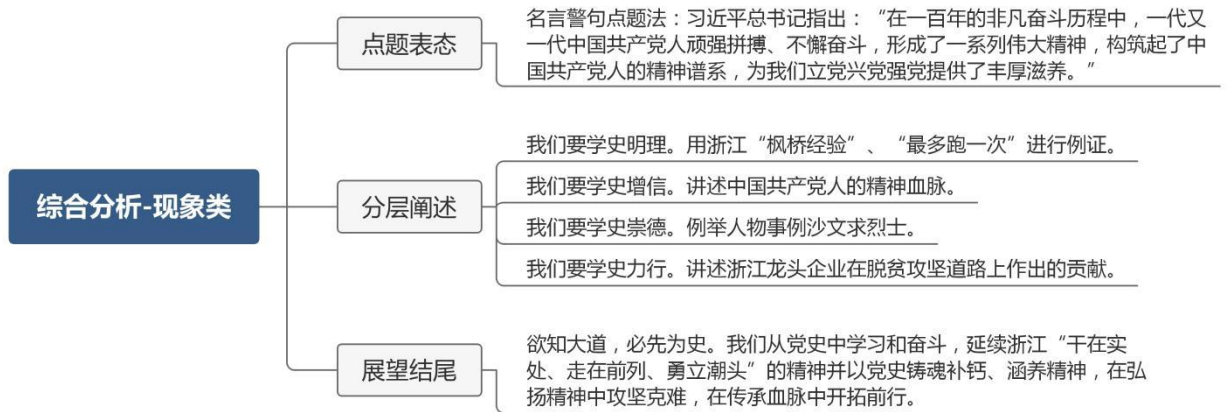 综合分析-现象类
点题表态
名言警句点题法：习近平总书记指出：“在一百年的非凡奋斗历程中，一代又
一代中国共产党人顽强拼搏、不懈奋斗，形成了一系列伟大精神，构筑起了中
国共产党人的精神谱系，为我们立党兴党强党提供了丰厚滋养。”
分层阐述
我们要学史明理。用浙江“枫桥经验”、“最多跑一次”进行例证。
我们要学史增信。讲述中国共产党人的精神血脉。
我们要学史崇德。例举人物事例沙文求烈士。
我们要学史力行。讲述浙江龙头企业在脱贫攻坚道路上作出的贡献。
展望结尾
欲知大道，必先为史。我们从党史中学习和奋斗，延续浙江“干在实
处、走在前列、勇立潮头”的精神并以党史铸魂补钙、涵养精神，在弘
扬精神中攻坚克难，在传承血脉中开拓前行。